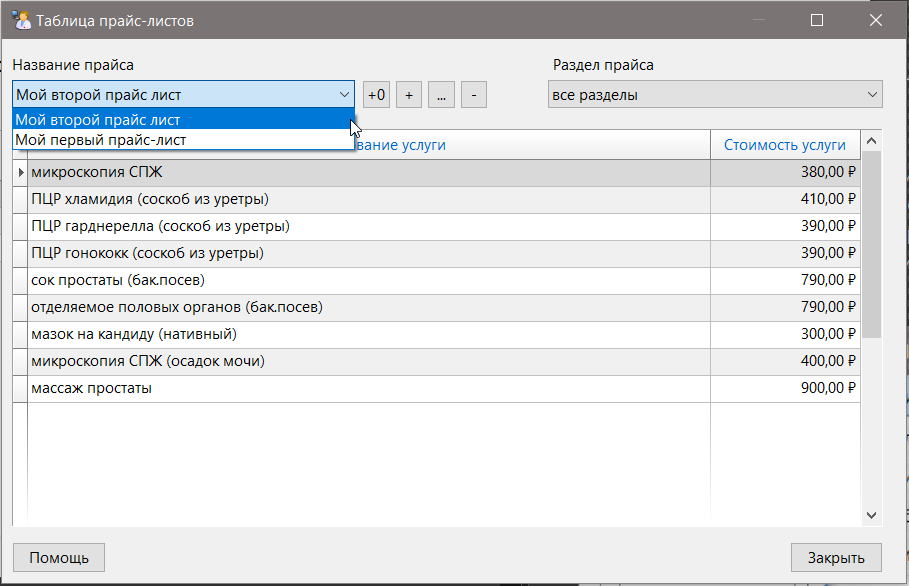 Таблица прайс-листов
Название прайса
Раздел прайса
Мой второй прайс лист
+0
+
...
-
все разделы
Мой второй прайс лист
Мой первый прайс-лист
вание услуги
Стоимость услуги
микроскопия СПЖ 380,00 ₽
ПЦР хламидия (соскоб из уретры) 410,00 ₽
ПЦР гарднерелла (соскоб из уретры) 390,00 ₽
ПЦР гонококк (соскоб из уретры) 390,00 ₽
сок простаты (бак.посев) 790,00 ₽
отделяемое половых органов (бак.посев) 790,00 ₽
мазок на кандиду (нативный) 300,00 ₽
микроскопия СПЖ (осадок мочи) 400,00 ₽
массаж простаты 900,00 ₽
Помощь
Закрыть